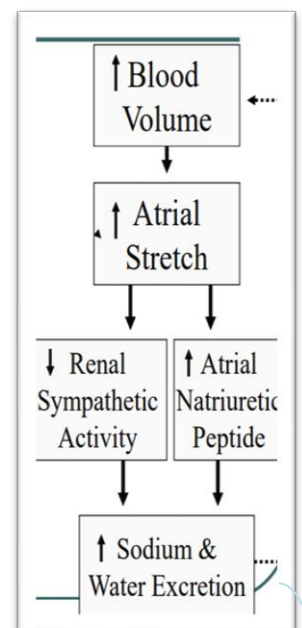 ↑ Blood
Volume
↑ Atrial
Stretch
↓ Renal
Sympathetic
Activity
↑ Atrial
Natriuretic
Peptide
↑ Sodium &
Water Excretion